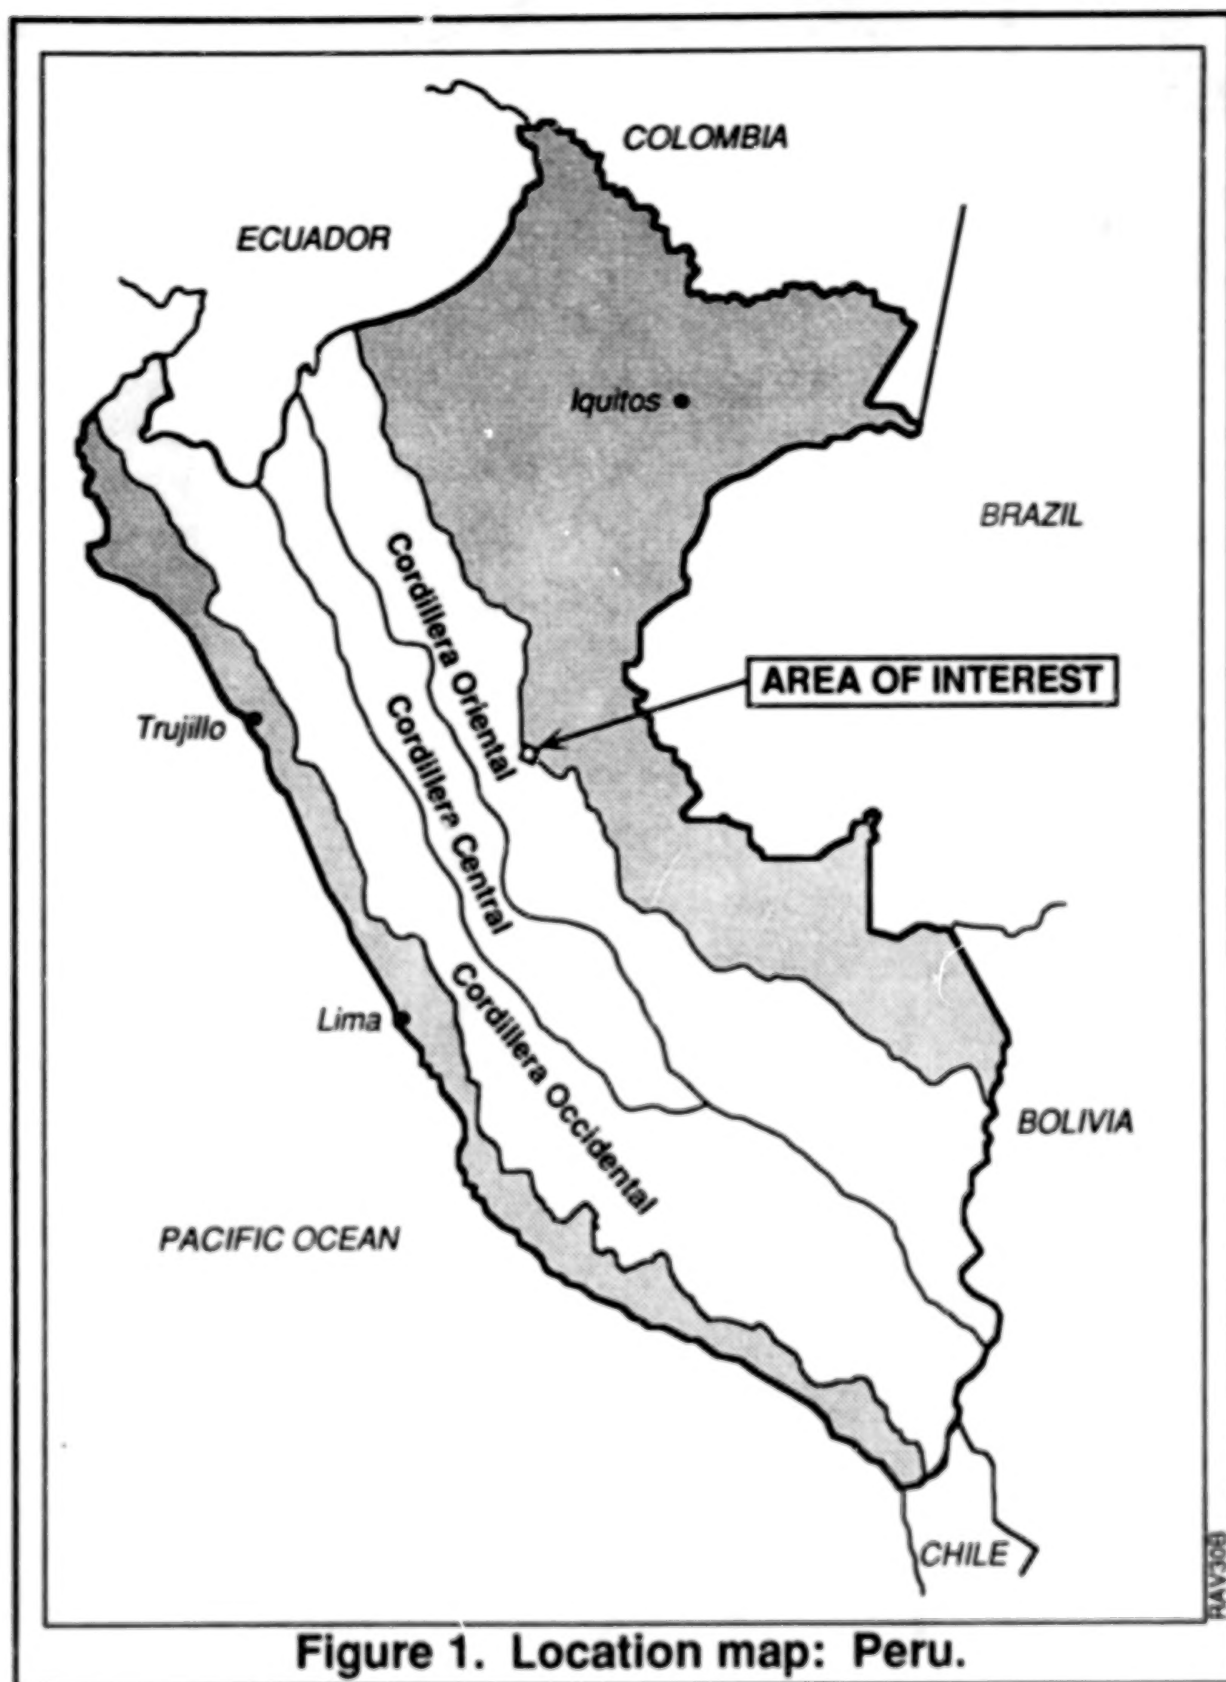 COLOMBIA
ECUADOR
Iquitos
BRAZIL
Cordillera Oriental
AREA OF INTEREST
Trujillo
Cordillera Central
Lima
Cordillera Occidental
BOLIVIA
PACIFIC OCEAN
CHILE
RAV30B
Figure 1. Location map: Peru.